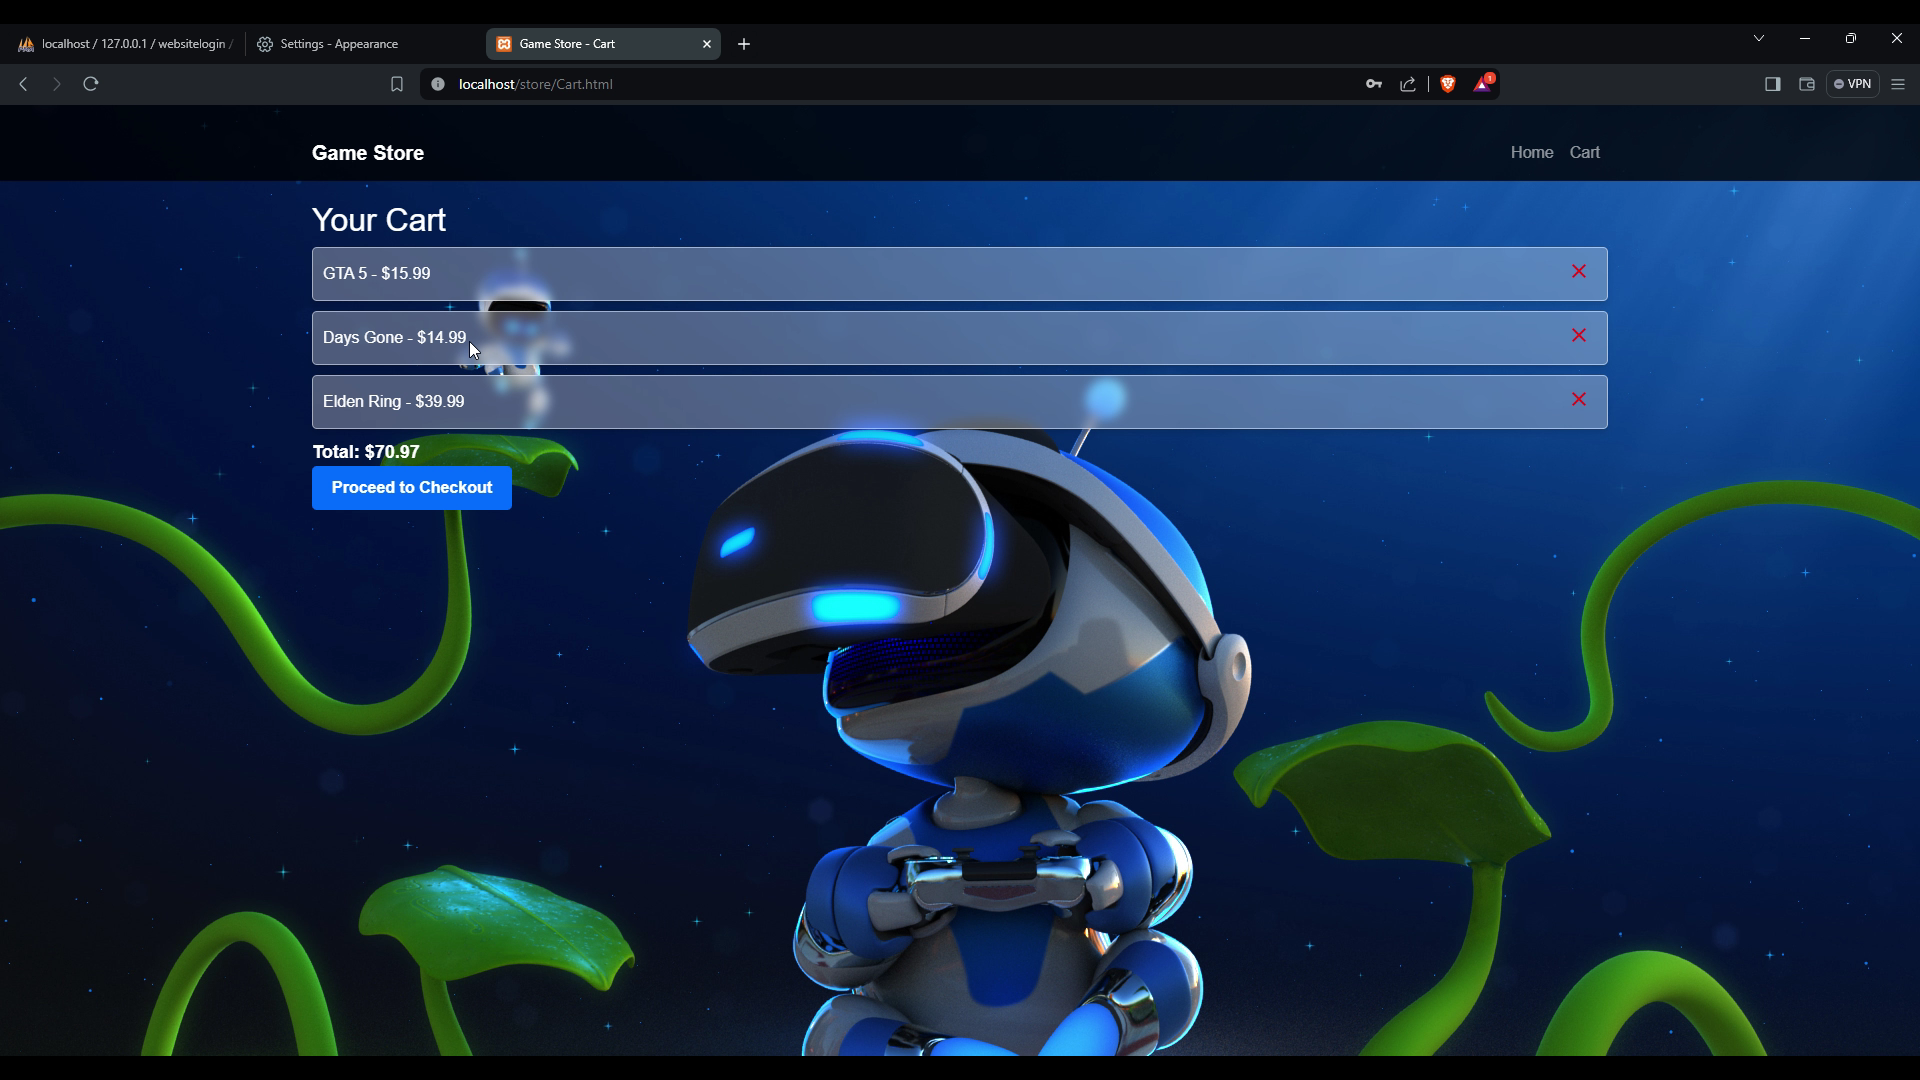 localhost / 127.0.0.1 / websitelogin /
Settings - Appearance
Game Store - Cart
localhost/store/Cart.html
1
VPN
Game Store
Home
Cart
Your Cart
GTA 5 - $15.99
Days Gone - $14.99
Elden Ring - $39.99
Total: $70.97
Proceed to Checkout